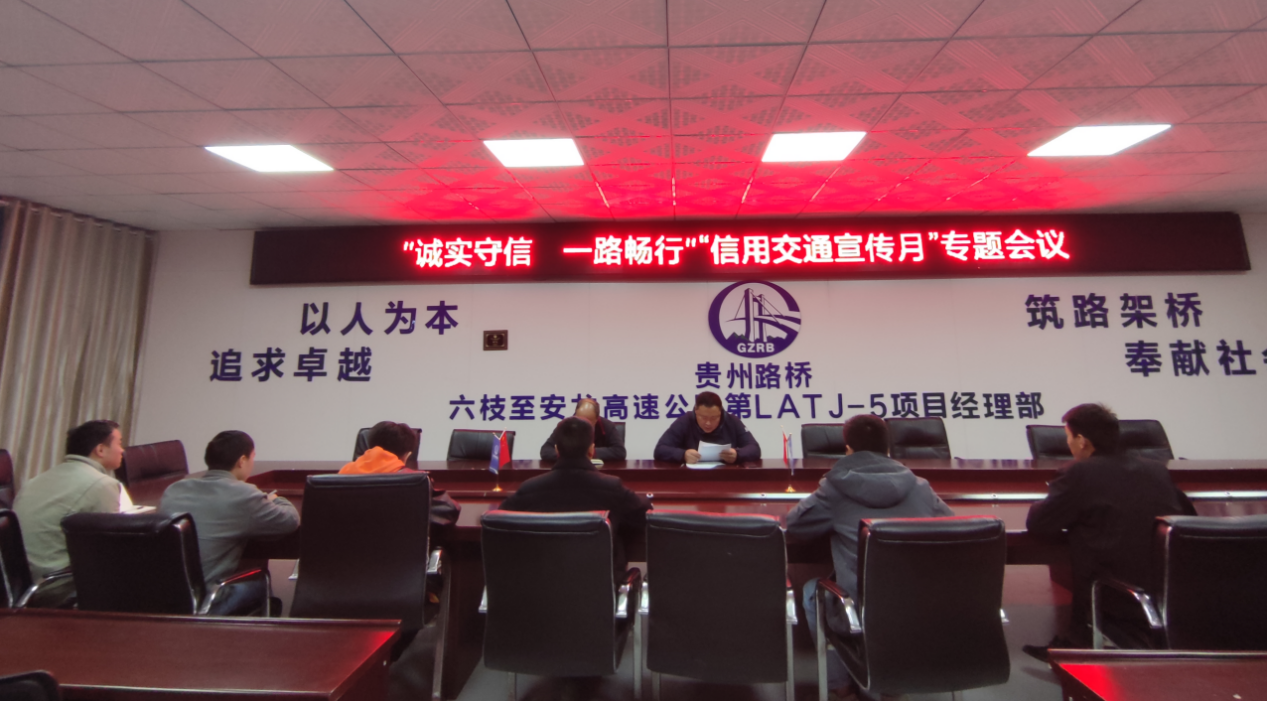 "诚实守信 一路畅行""信用交通宣传月"专题会议
以人为本
追求卓越
GZRB
贵州路桥
筑路架桥
奉献社
六枝至安 高速公 第LATJ-5项目经理部